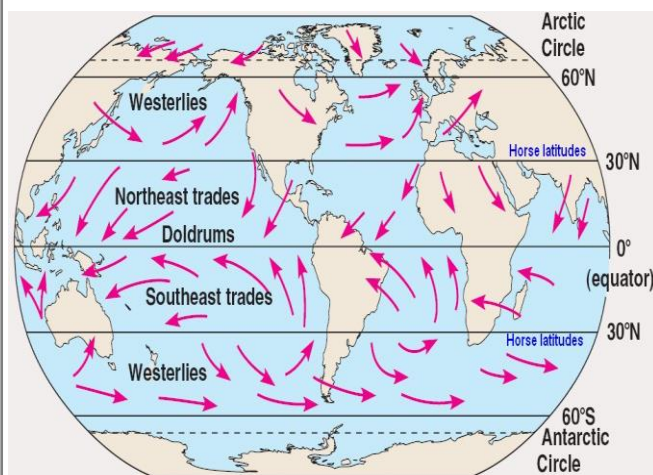 Arctic
Circle
60°N
Westerlies
Horse latitudes
30°N
Northeast trades
Doldrums
0°
(equator)
Southeast trades
30°N
Horse latitudes
Westerlies
60°S
Antarctic
Circle